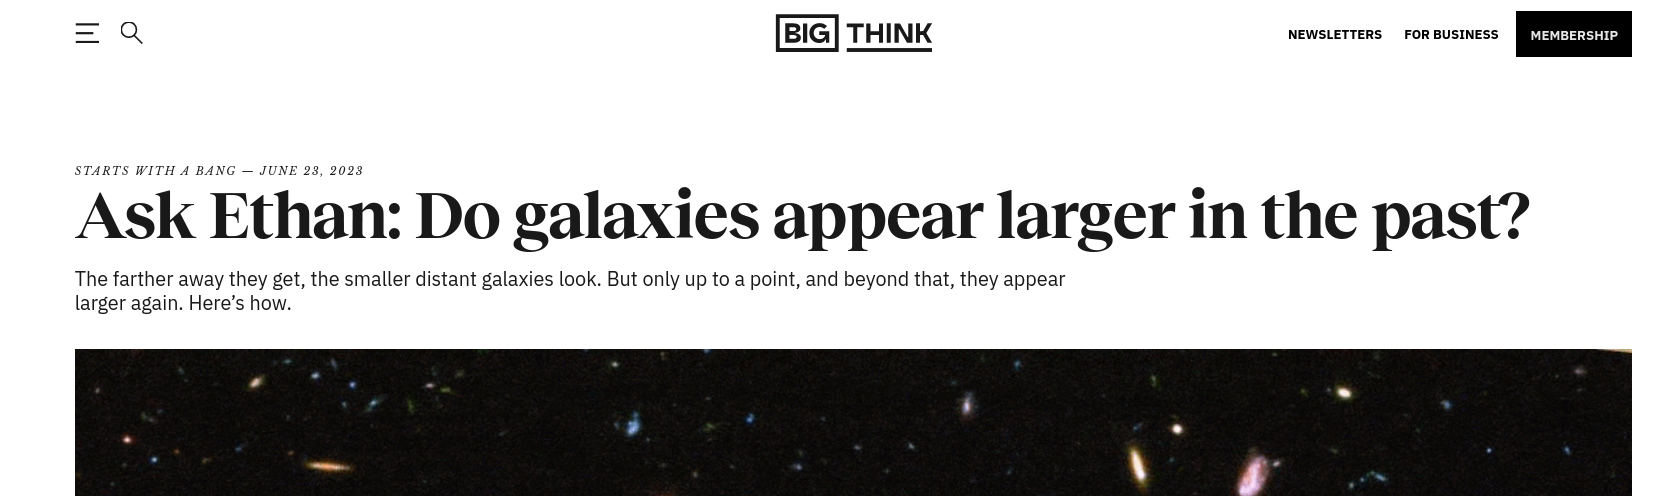 BIG THINK
NEWSLETTERS
FOR BUSINESS
MEMBERSHIP
STARTS WITH A BANG — JUNE 23, 2023
Ask Ethan: Do galaxies appear larger in the past?
The farther away they get, the smaller distant galaxies look. But only up to a point, and beyond that, they appear
larger again. Here’s how.